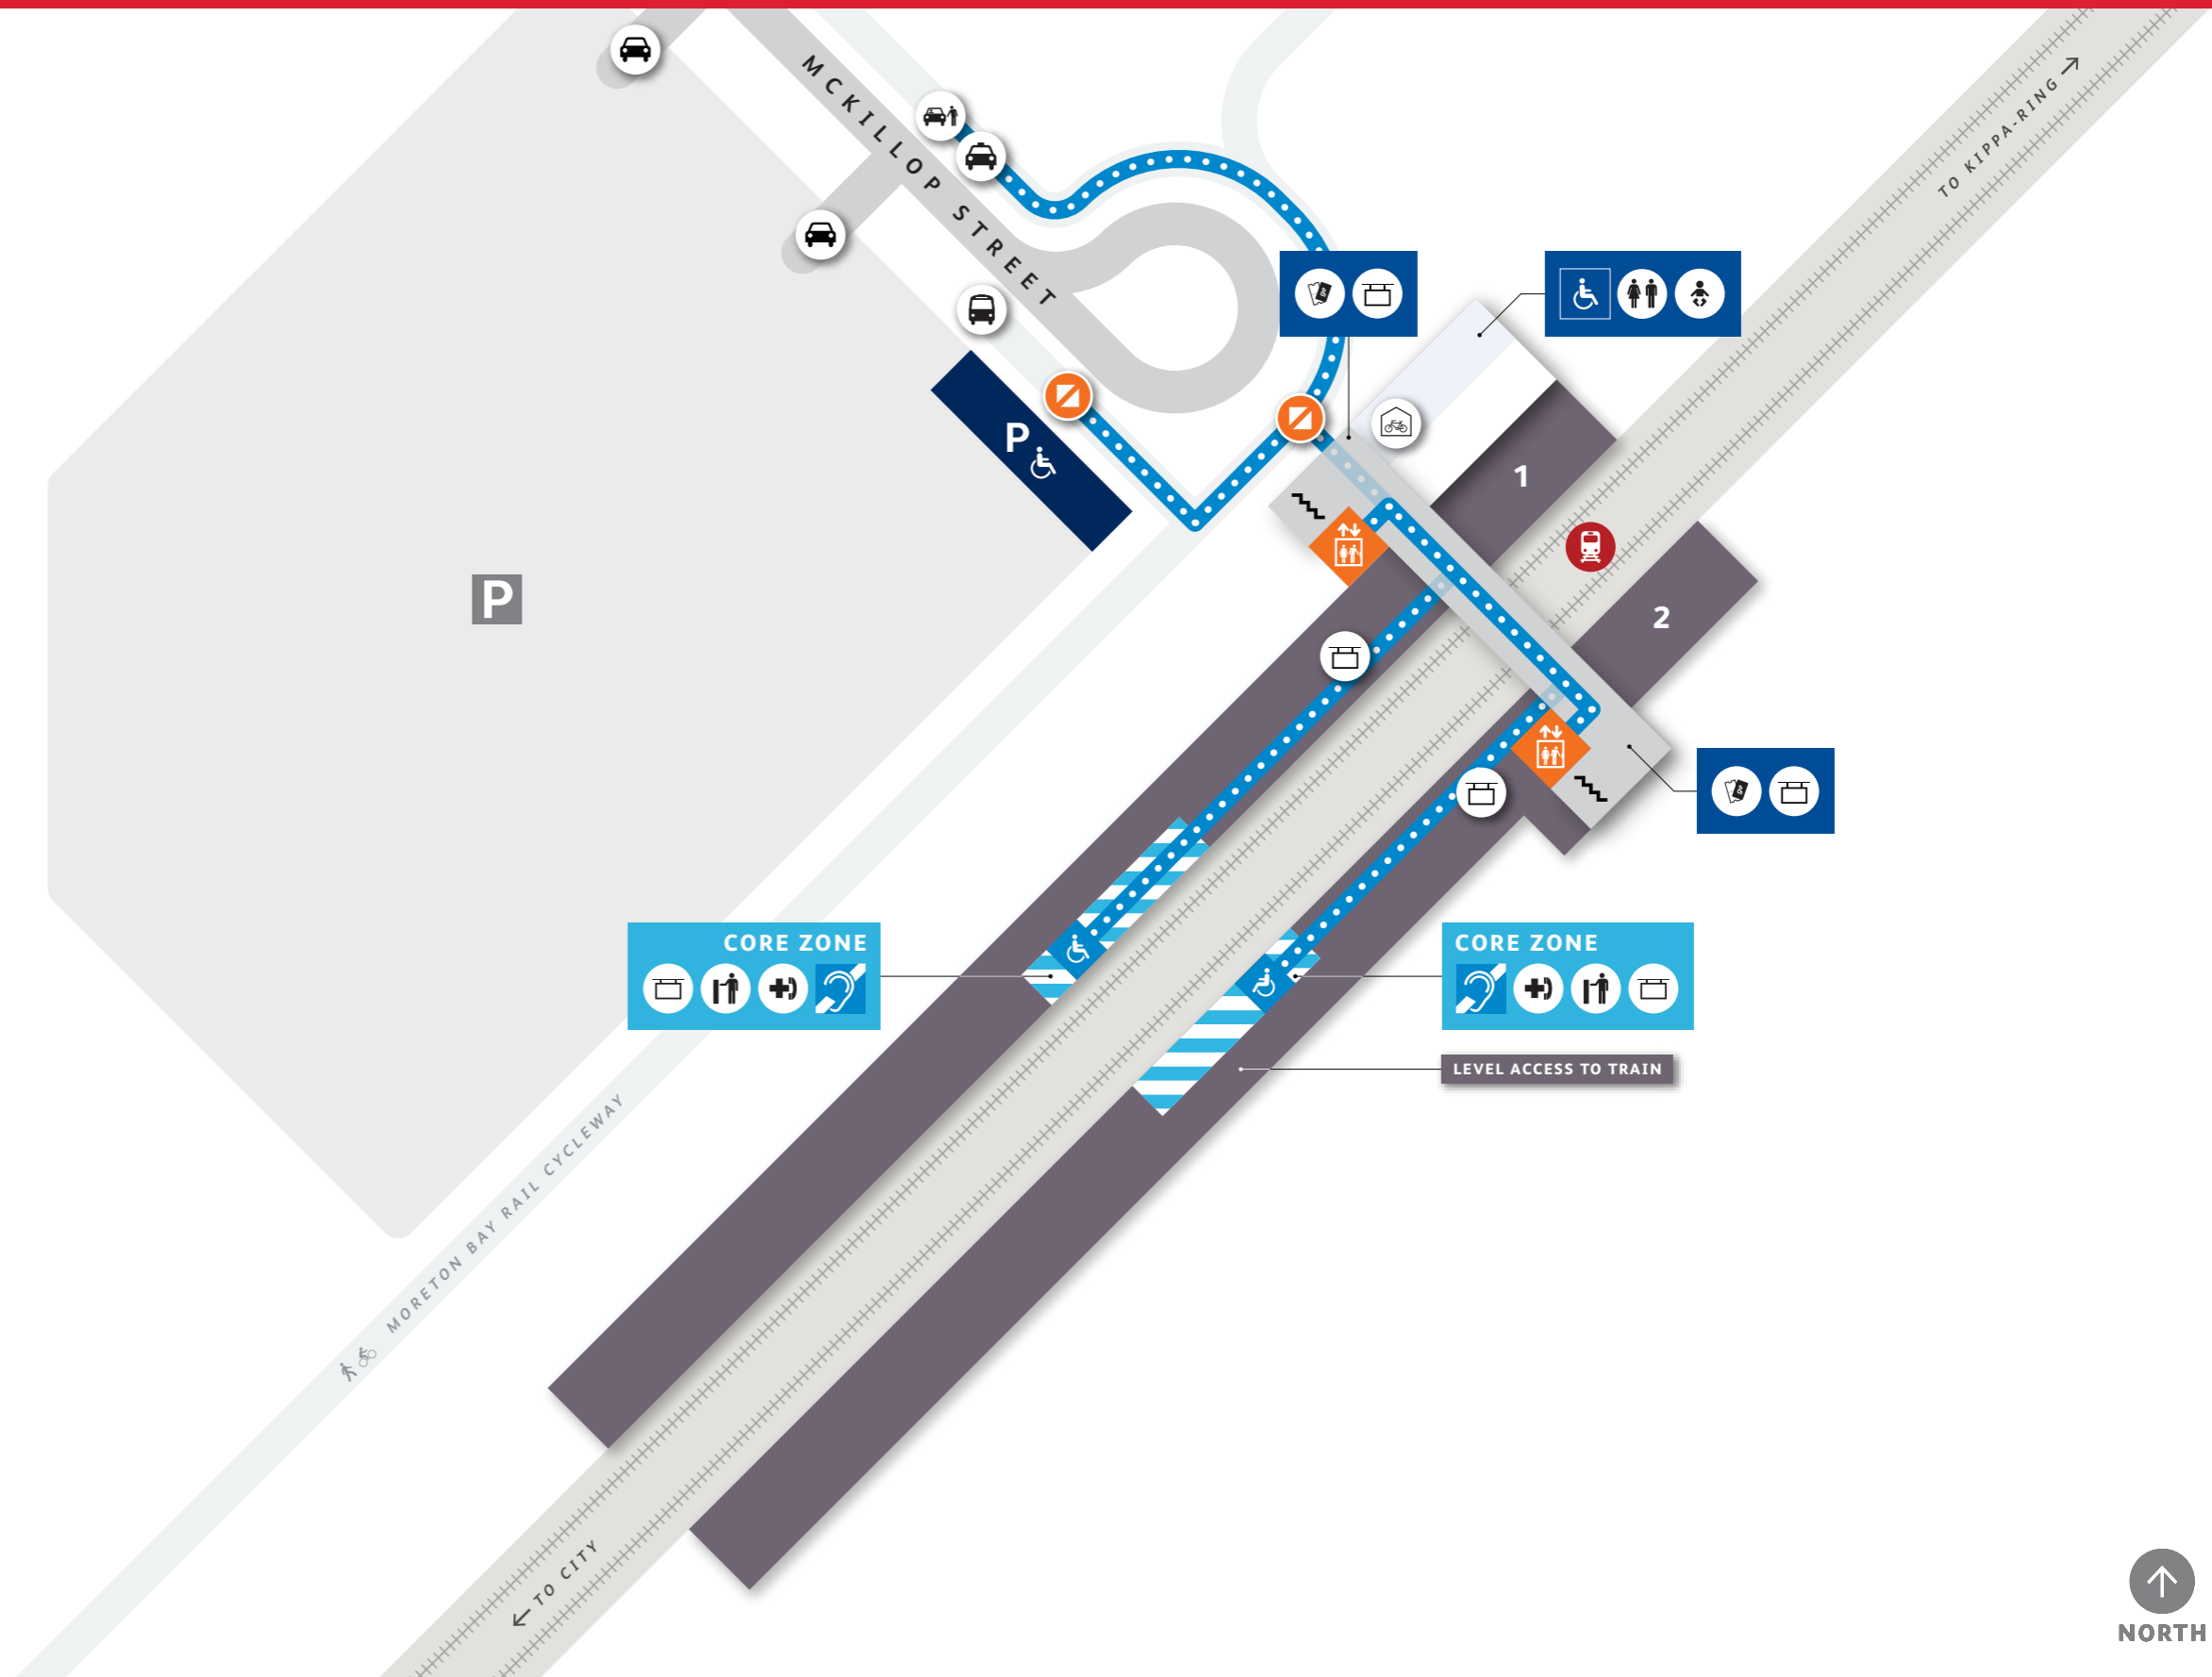 MCKILLOP STREET
TO KIPPA-RING
P
1
P
2
CORE ZONE
CORE ZONE
LEVEL ACCESS TO TRAIN
MORETON BAY RAIL CYCLEWAY
TO CITY
NORTH